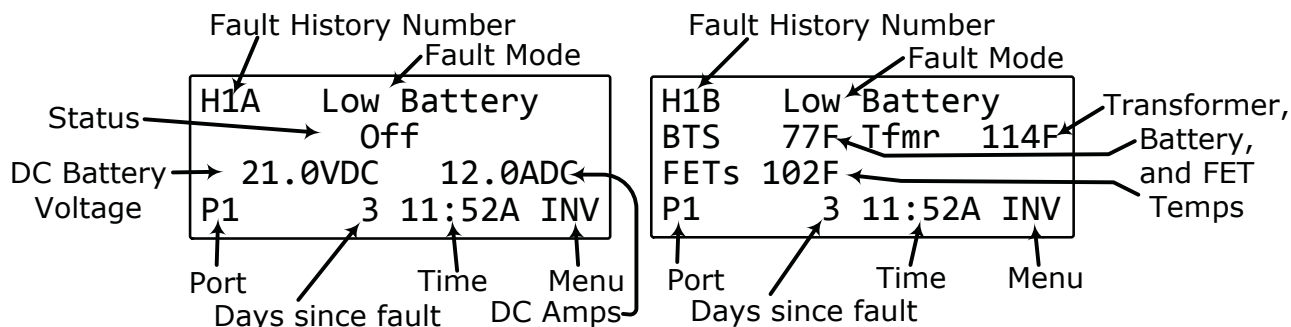 Fault History Number
Fault Mode
H1A Low Battery
Status
Off
DC Battery
Voltage
21.0VDC 12.0ADC
P1 3 11:52A INV
Port
Time
Menu
Days since fault
DC Amps
Fault History Number
Fault Mode
H1B Low Battery
BTS 77F Tfmr 114F
FETs 102F
P1 3 11:52A INV
Transformer,
Battery,
and FET
Temps
Port
Time
Menu
Days since fault